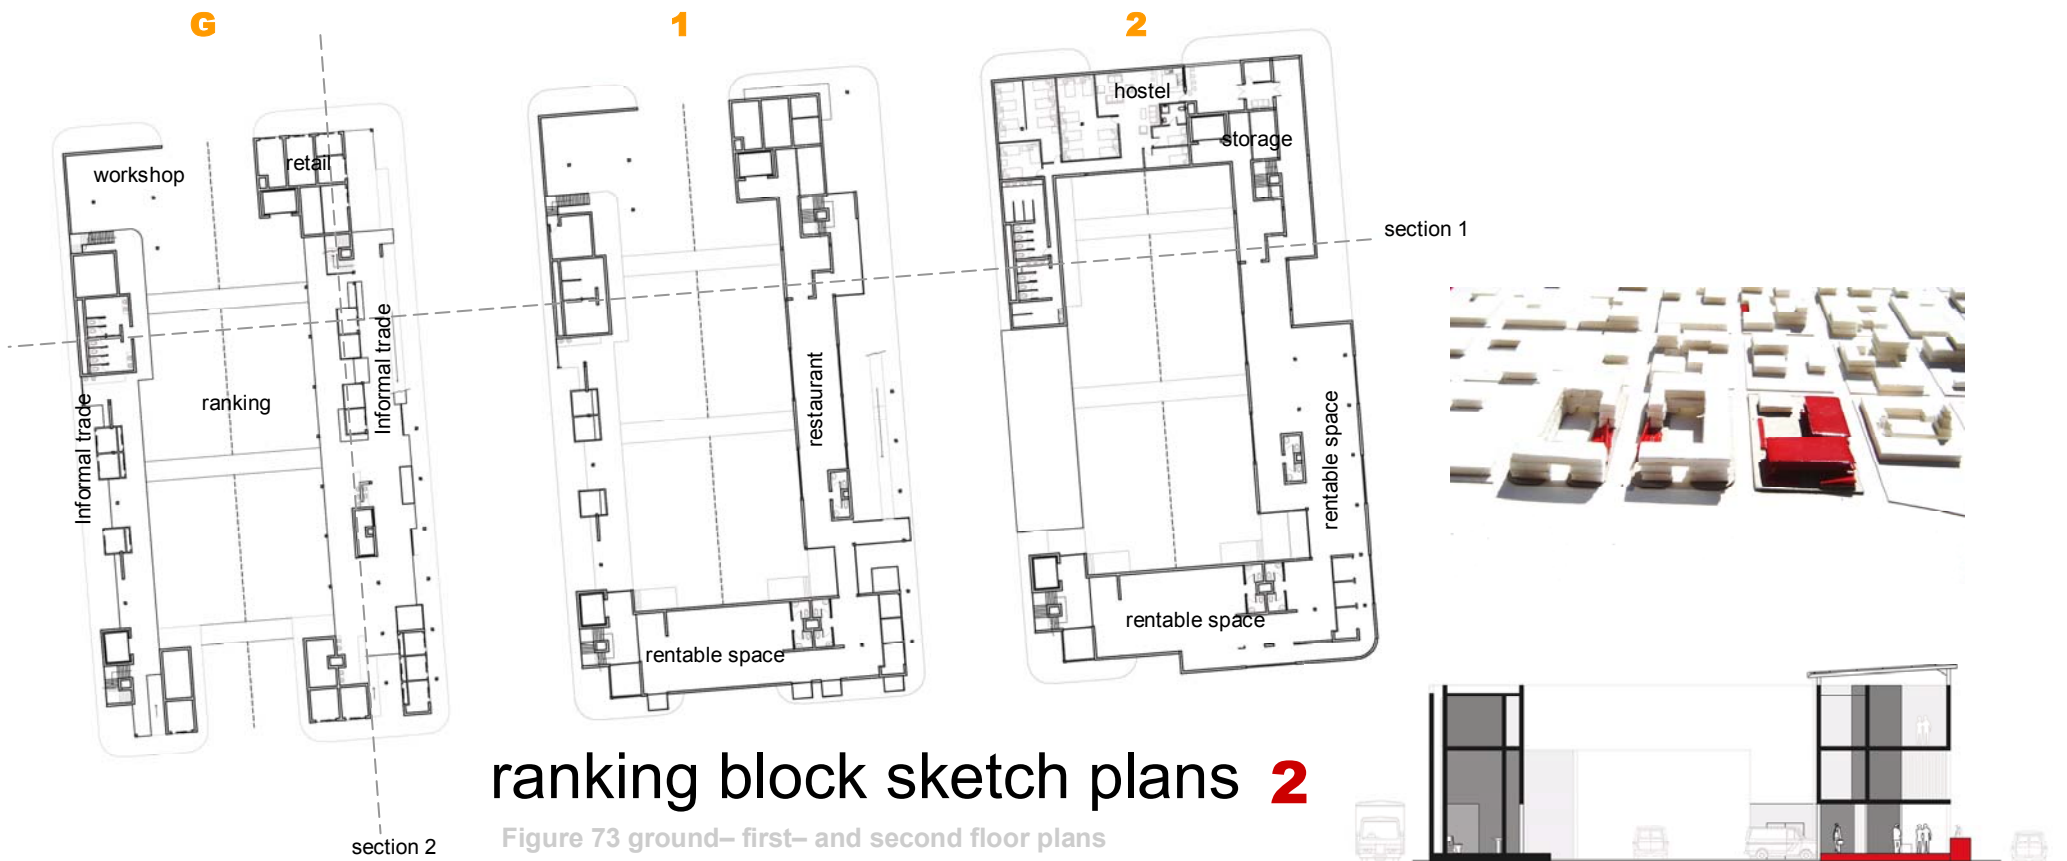 G
1
2
hostel
storage
workshop
retail
section 1
Informal trade
ranking
Informal trade
restaurant
rentable space
rentable space
rentable space
ranking block sketch plans 2
Figure 73 ground– first– and second floor plans
section 2